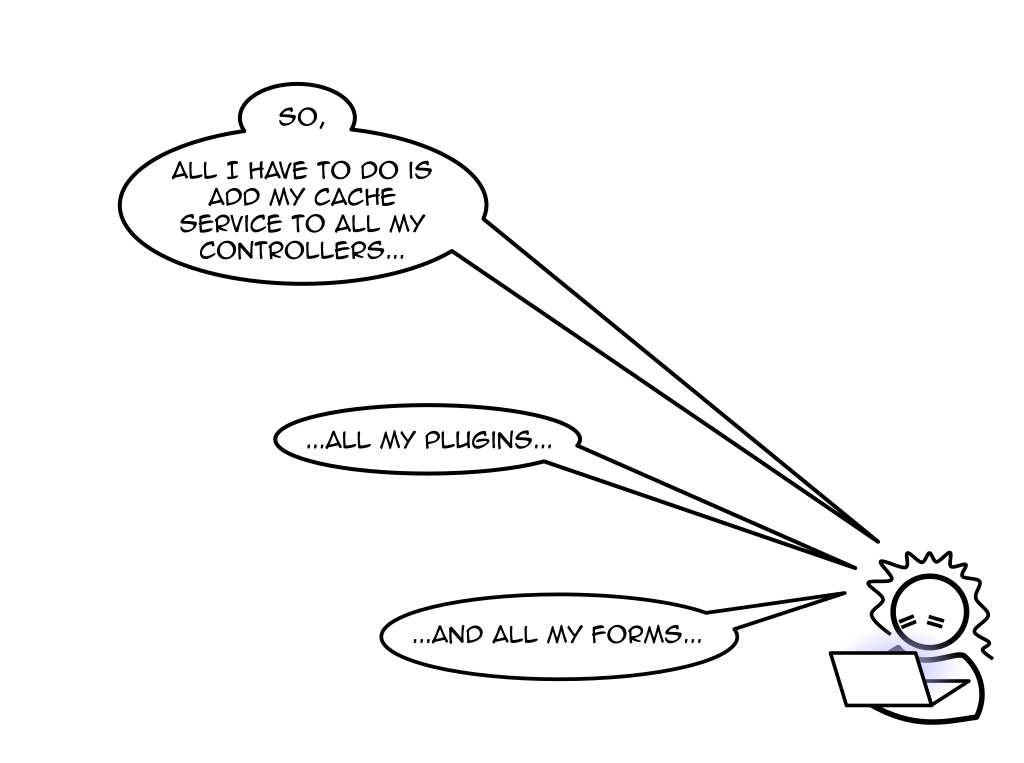 SO,
ALL I HAVE TO DO IS
ADD MY CACHE
SERVICE TO ALL MY
CONTROLLERS...
...ALL MY PLUGINS...
...AND ALL MY FORMS...